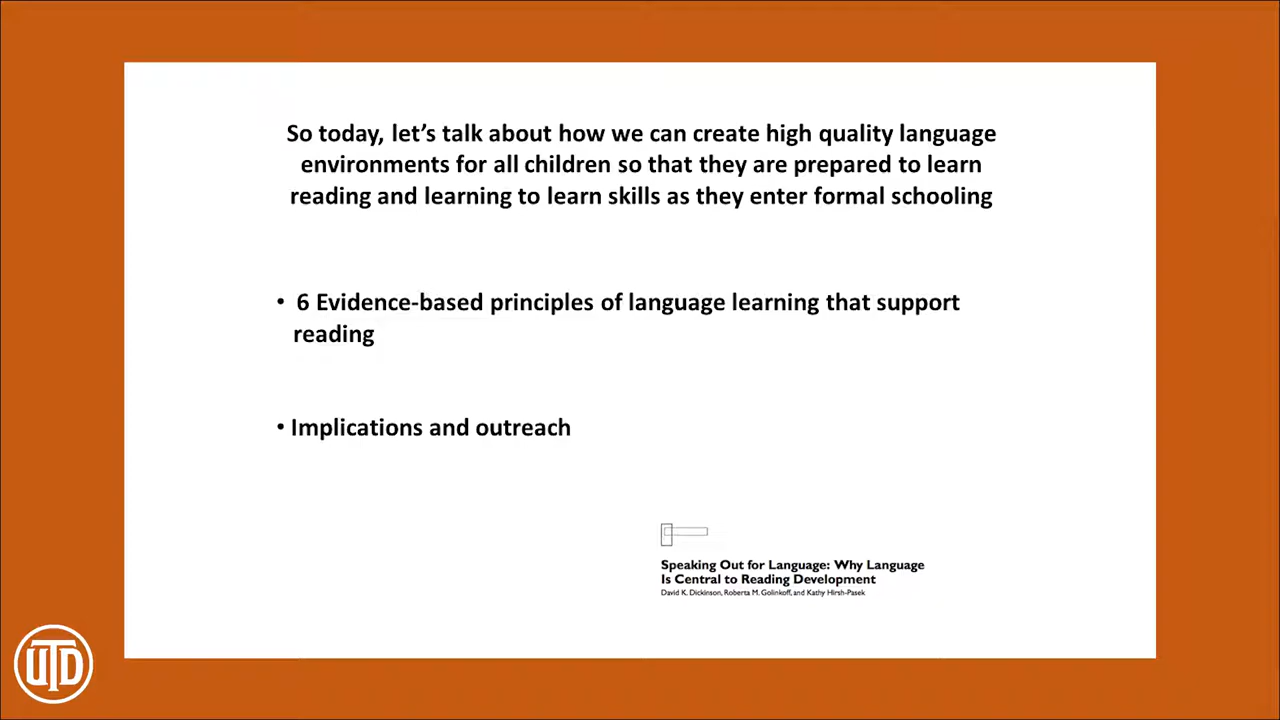 So today, let's talk about how we can create high quality language
environments for all children so that they are prepared to learn
reading and learning to learn skills as they enter formal schooling
• 6 Evidence-based principles of language learning that support
reading
• Implications and outreach
Speaking Out for Language: Why Language
Is Central to Reading Development
David K. Dickinson, Roberta M. Golinkoff, and Kathy Hirsh-Pasek
UTD